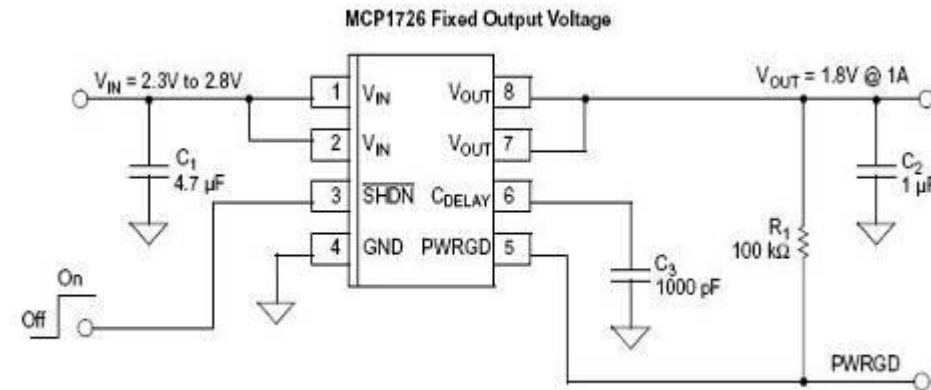 MCP1726 Fixed Output Voltage
V_IN = 2.3V to 2.8V
V_OUT = 1.8V @ 1A
1 V_IN V_OUT 8
2 V_IN V_OUT 7
C_1
4.7 µF
C_2
1 µF
3 S̅H̅D̅N̅ C_DELAY 6
R_1
100 kΩ
4 GND PWRGD 5
C_3
1000 pF
On
Off
PWRGD